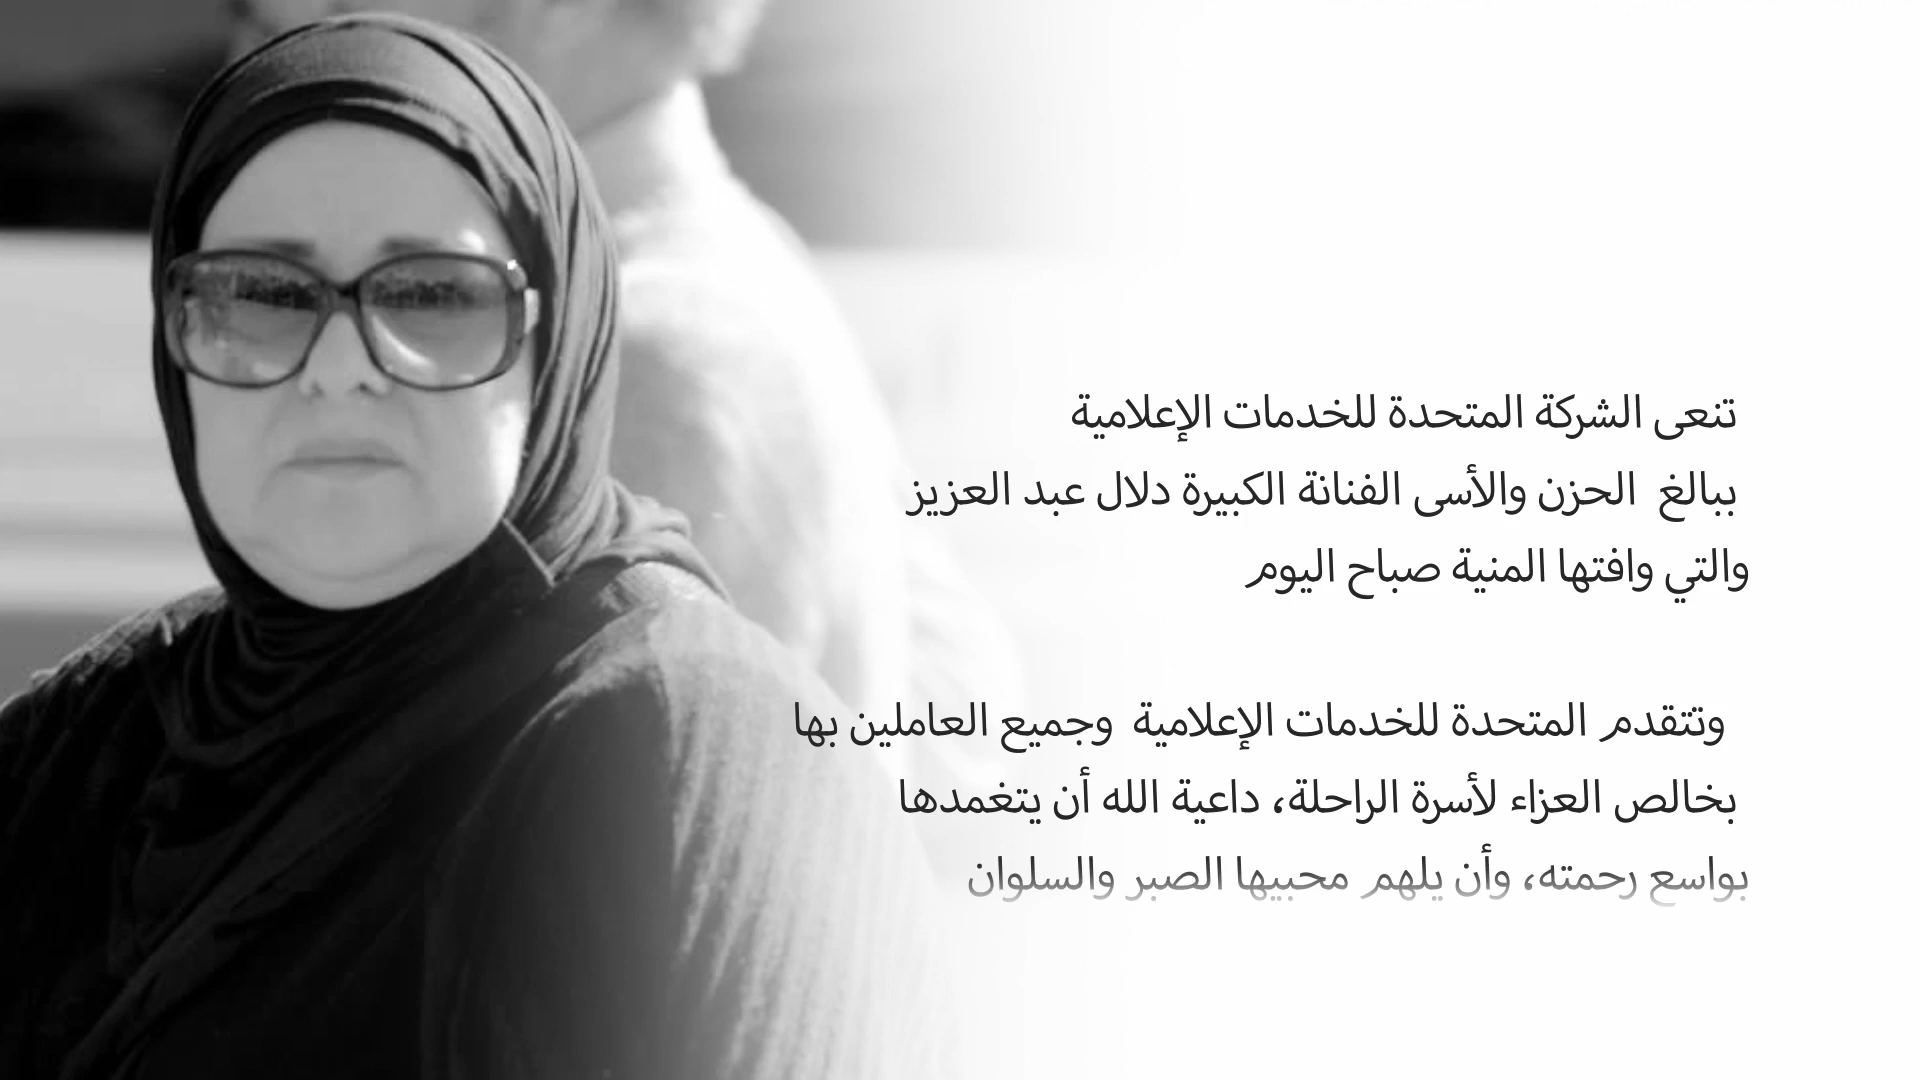 تنعى الشركة المتحدة للخدمات الإعلامية
ببالغ الحزن والأسى الفنانة الكبيرة دلال عبد العزيز
والتي وافتها المنية صباح اليوم
وتتقدم المتحدة للخدمات الإعلامية وجميع العاملين بها
بخالص العزاء لأسرة الراحلة، داعية الله أن يتغمدها
بواسع رحمته، وأن يلهم محبيها الصبر والسلوان